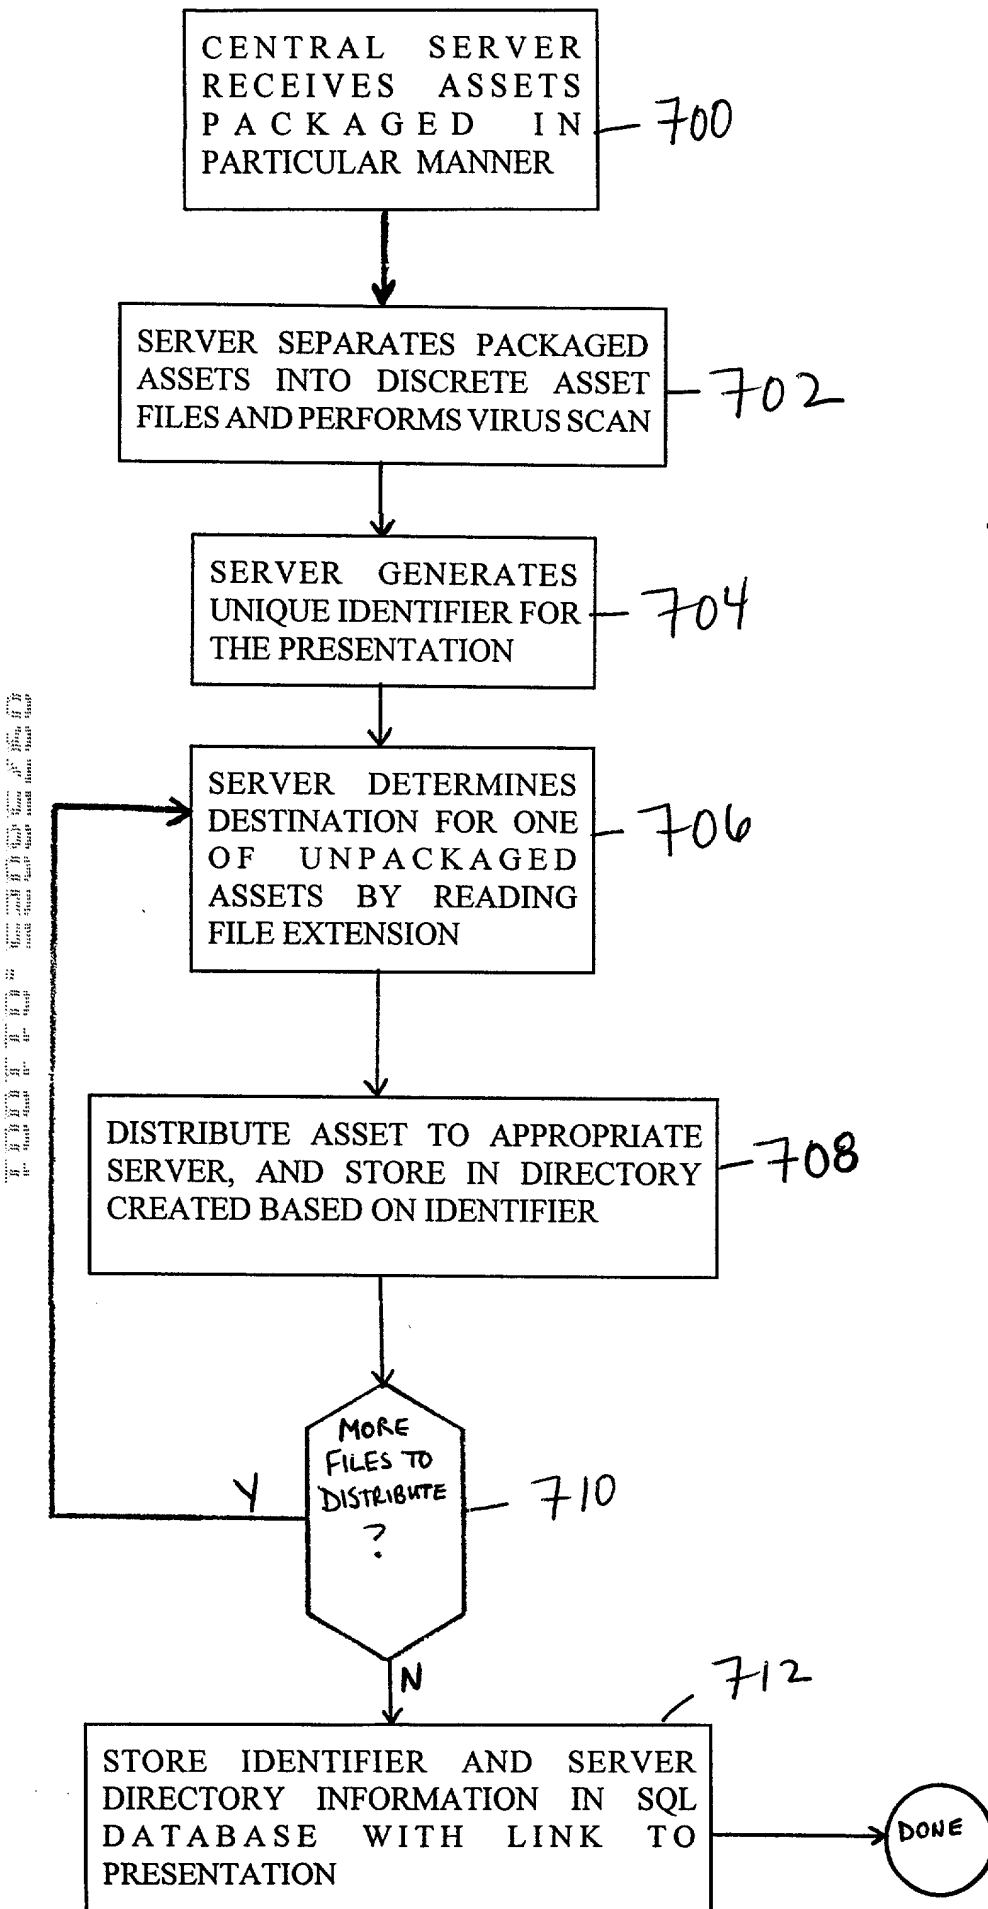 CENTRAL SERVER
RECEIVES ASSETS
PACKAGED IN
PARTICULAR MANNER
700
SERVER SEPARATES PACKAGED
ASSETS INTO DISCRETE ASSET
FILES AND PERFORMS VIRUS SCAN
702
SERVER GENERATES
UNIQUE IDENTIFIER FOR
THE PRESENTATION
704
SERVER DETERMINES
DESTINATION FOR ONE
OF UNPACKAGED
ASSETS BY READING
FILE EXTENSION
706
DISTRIBUTE ASSET TO APPROPRIATE
SERVER, AND STORE IN DIRECTORY
CREATED BASED ON IDENTIFIER
708
MORE
FILES TO
DISTRIBUTE
?
710
Y
N
712
STORE IDENTIFIER AND SERVER
DIRECTORY INFORMATION IN SQL
DATABASE WITH LINK TO
PRESENTATION
DONE